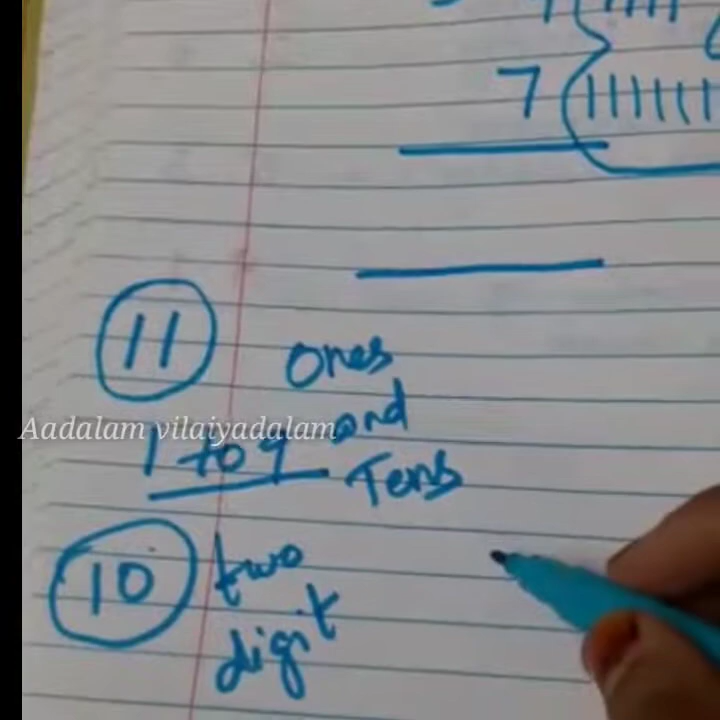 7 |||||||
11 ones
and
Aadalam vilaiyadalam
1 to 9 Tens
10 two
digit